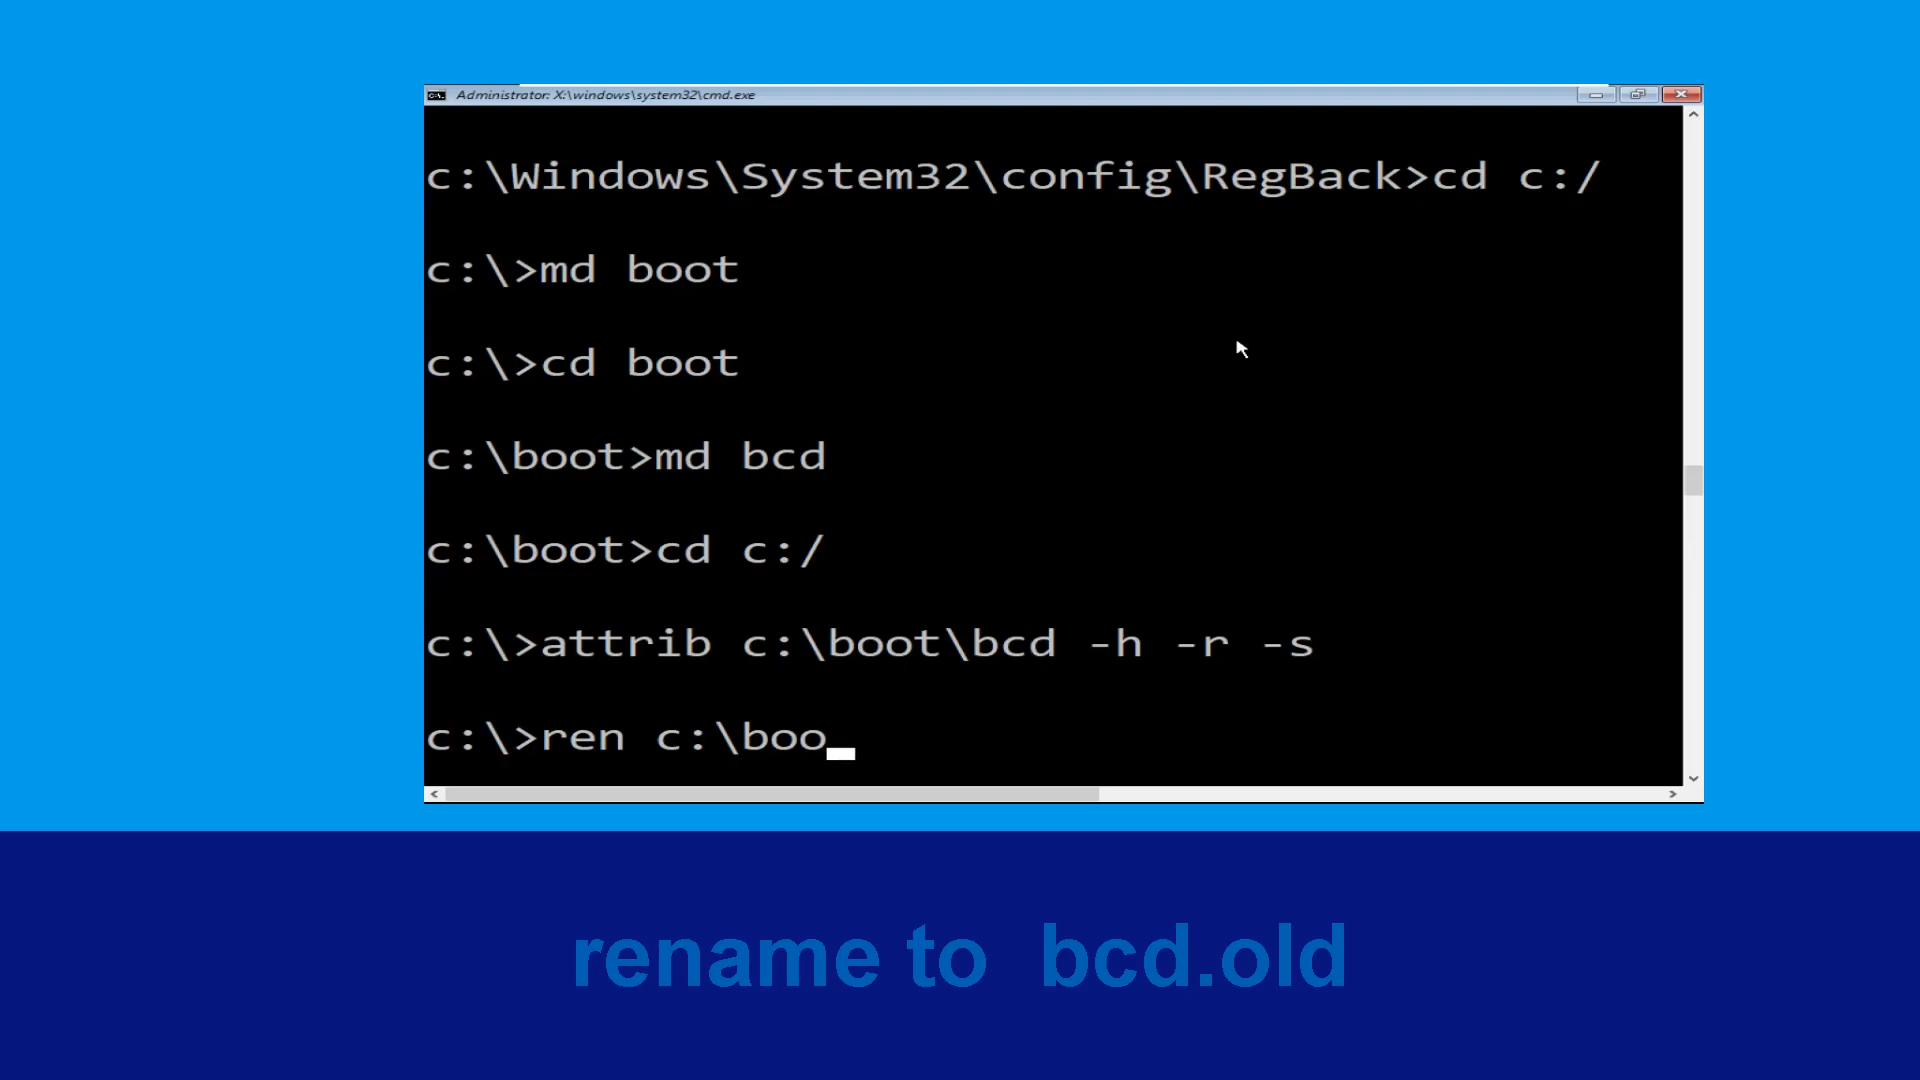 Administrator: X:\windows\system32\cmd.exe
c:\Windows\System32\config\RegBack>cd c:/
c:\>md boot
c:\>cd boot
c:\boot>md bcd
c:\boot>cd c:/
c:\>attrib c:\boot\bcd -h -r -s
c:\>ren c:\boo
rename to bcd.old